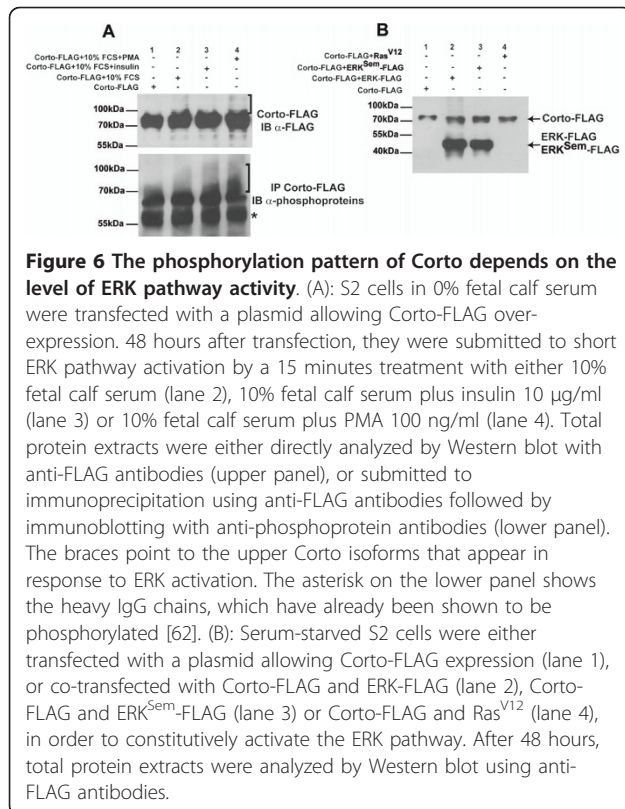 A
B
1 2 3 4
Corto-FLAG+10% FCS+PMA - - - +
Corto-FLAG+10% FCS+insulin - - + -
Corto-FLAG+10% FCS - + - -
Corto-FLAG + - - -
100kDa
70kDa
55kDa
Corto-FLAG
IB α-FLAG
100kDa
70kDa
55kDa
IP Corto-FLAG
IB α-phosphoproteins
*
1 2 3 4
Corto-FLAG+RasV12 - - - +
Corto-FLAG+ERKSem-FLAG - - + -
Corto-FLAG+ERK-FLAG - + - -
Corto-FLAG + - - -
100kDa
70kDa
55kDa
40kDa
Corto-FLAG
ERK-FLAG
ERKSem-FLAG
Figure 6 The phosphorylation pattern of Corto depends on the
level of ERK pathway activity. (A): S2 cells in 0% fetal calf serum
were transfected with a plasmid allowing Corto-FLAG over-
expression. 48 hours after transfection, they were submitted to short
ERK pathway activation by a 15 minutes treatment with either 10%
fetal calf serum (lane 2), 10% fetal calf serum plus insulin 10 μg/ml
(lane 3) or 10% fetal calf serum plus PMA 100 ng/ml (lane 4). Total
protein extracts were either directly analyzed by Western blot with
anti-FLAG antibodies (upper panel), or submitted to
immunoprecipitation using anti-FLAG antibodies followed by
immunoblotting with anti-phosphoprotein antibodies (lower panel).
The braces point to the upper Corto isoforms that appear in
response to ERK activation. The asterisk on the lower panel shows
the heavy IgG chains, which have already been shown to be
phosphorylated [62]. (B): Serum-starved S2 cells were either
transfected with a plasmid allowing Corto-FLAG expression (lane 1),
or co-transfected with Corto-FLAG and ERK-FLAG (lane 2), Corto-
FLAG and ERKSem-FLAG (lane 3) or Corto-FLAG and RasV12 (lane 4),
in order to constitutively activate the ERK pathway. After 48 hours,
total protein extracts were analyzed by Western blot using anti-
FLAG antibodies.